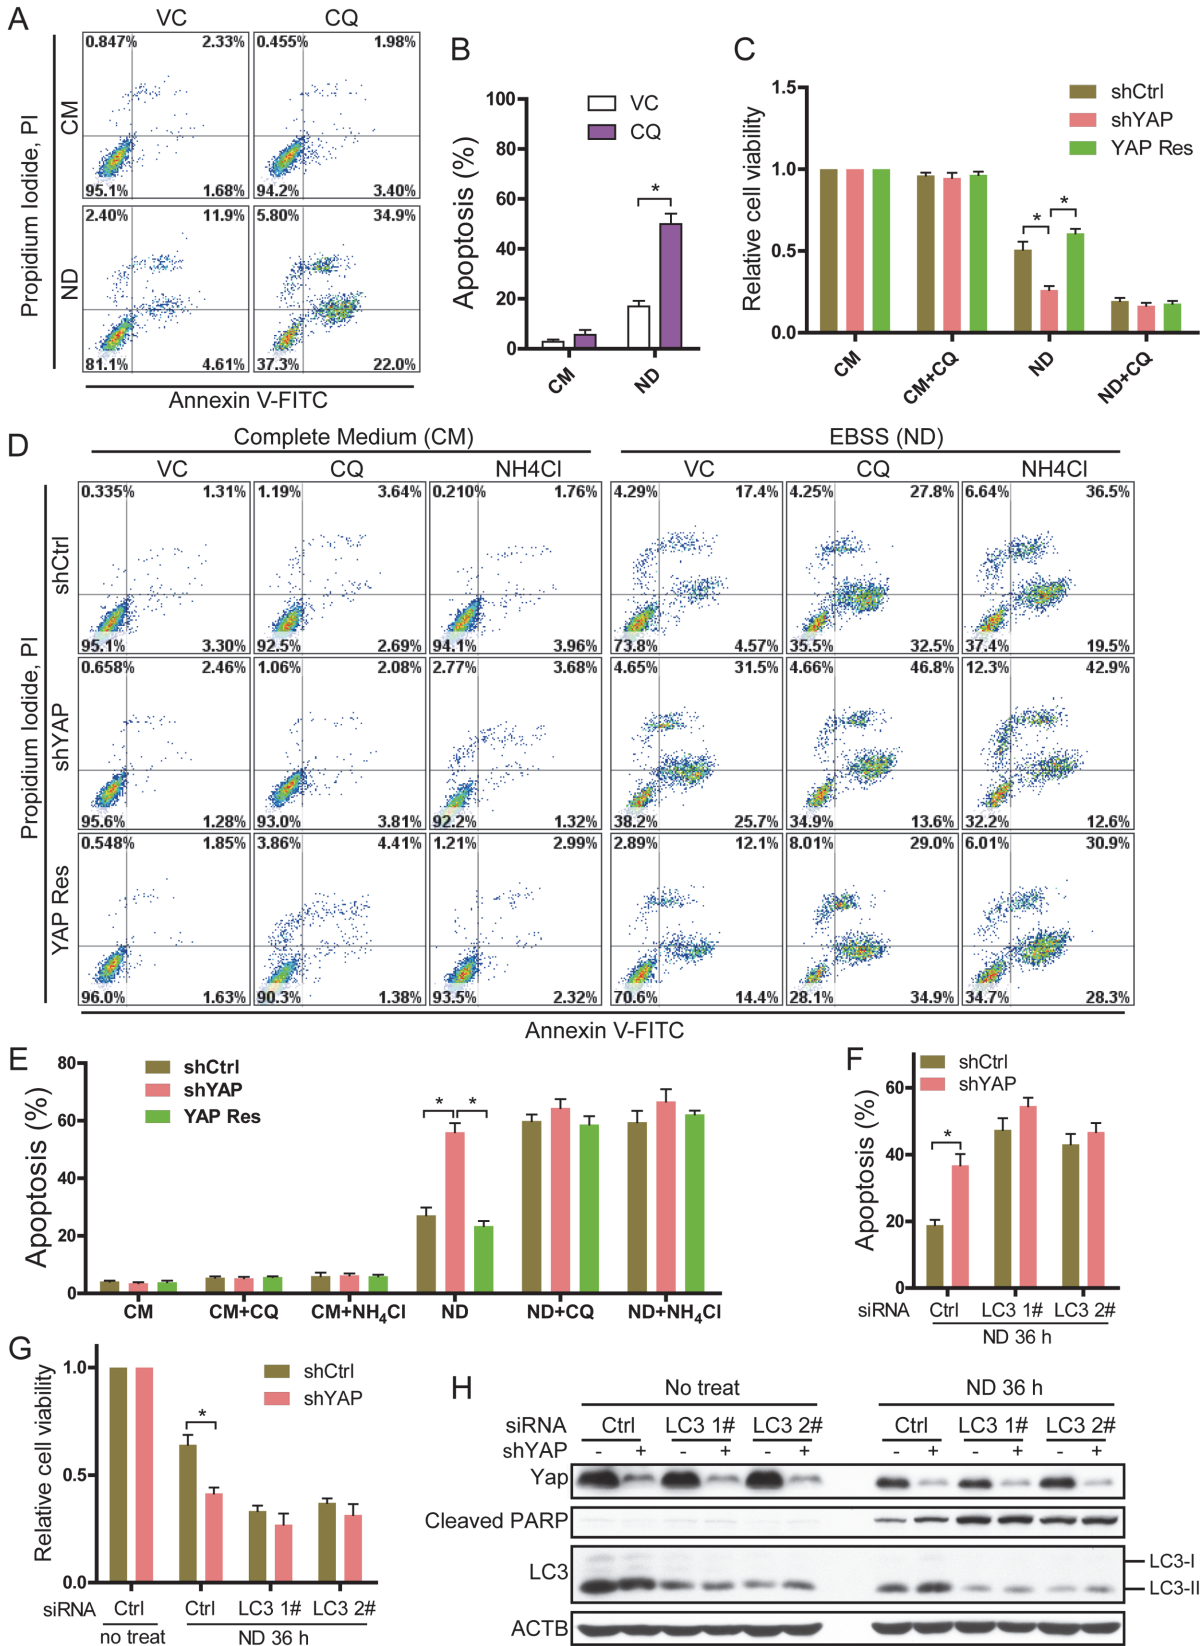 A
VC CQ
Propidium Iodide, PI
CM
0.847% 2.33% 0.455% 1.98%
95.1% 1.68% 94.2% 3.40%
ND
2.40% 11.9% 5.80% 34.9%
81.1% 4.61% 37.3% 22.0%
Annexin V-FITC
B
Apoptosis (%)
VC
CQ
100
80
60
40
20
0
*
CM ND
C
Relative cell viability
shCtrl
shYAP
YAP Res
1.5
1.0
0.5
0.0
* *
CM CM+CQ ND ND+CQ
D
Complete Medium (CM) EBSS (ND)
VC CQ NH4Cl VC CQ NH4Cl
Propidium Iodide, PI
shCtrl
0.335% 1.31% 1.19% 3.64% 0.210% 1.76% 4.29% 17.4% 4.25% 27.8% 6.64% 36.5%
95.1% 3.30% 92.5% 2.69% 94.1% 3.96% 73.8% 4.57% 35.5% 32.5% 37.4% 19.5%
shYAP
0.658% 2.46% 1.06% 2.08% 2.77% 3.68% 4.65% 31.5% 4.66% 46.8% 12.3% 42.9%
95.6% 1.28% 93.0% 3.81% 92.2% 1.32% 38.2% 25.7% 34.9% 13.6% 32.2% 12.6%
YAP Res
0.548% 1.85% 3.86% 4.41% 1.21% 2.99% 2.89% 12.1% 8.01% 29.0% 6.01% 30.9%
96.0% 1.63% 90.3% 1.38% 93.5% 2.32% 70.6% 14.4% 28.1% 34.9% 34.7% 28.3%
Annexin V-FITC
E
Apoptosis (%)
shCtrl
shYAP
YAP Res
80
60
40
20
0
* *
CM CM+CQ CM+NH4Cl ND ND+CQ ND+NH4Cl
F
Apoptosis (%)
shCtrl
shYAP
60
40
20
0
*
siRNA Ctrl LC3 1# LC3 2#
ND 36 h
G
Relative cell viability
shCtrl
shYAP
1.0
0.5
0.0
*
siRNA Ctrl Ctrl LC3 1# LC3 2#
no treat ND 36 h
H
No treat ND 36 h
siRNA Ctrl LC3 1# LC3 2# Ctrl LC3 1# LC3 2#
shYAP - + - + - + - + - + - +
Yap
Cleaved PARP
LC3
LC3-I
LC3-II
ACTB